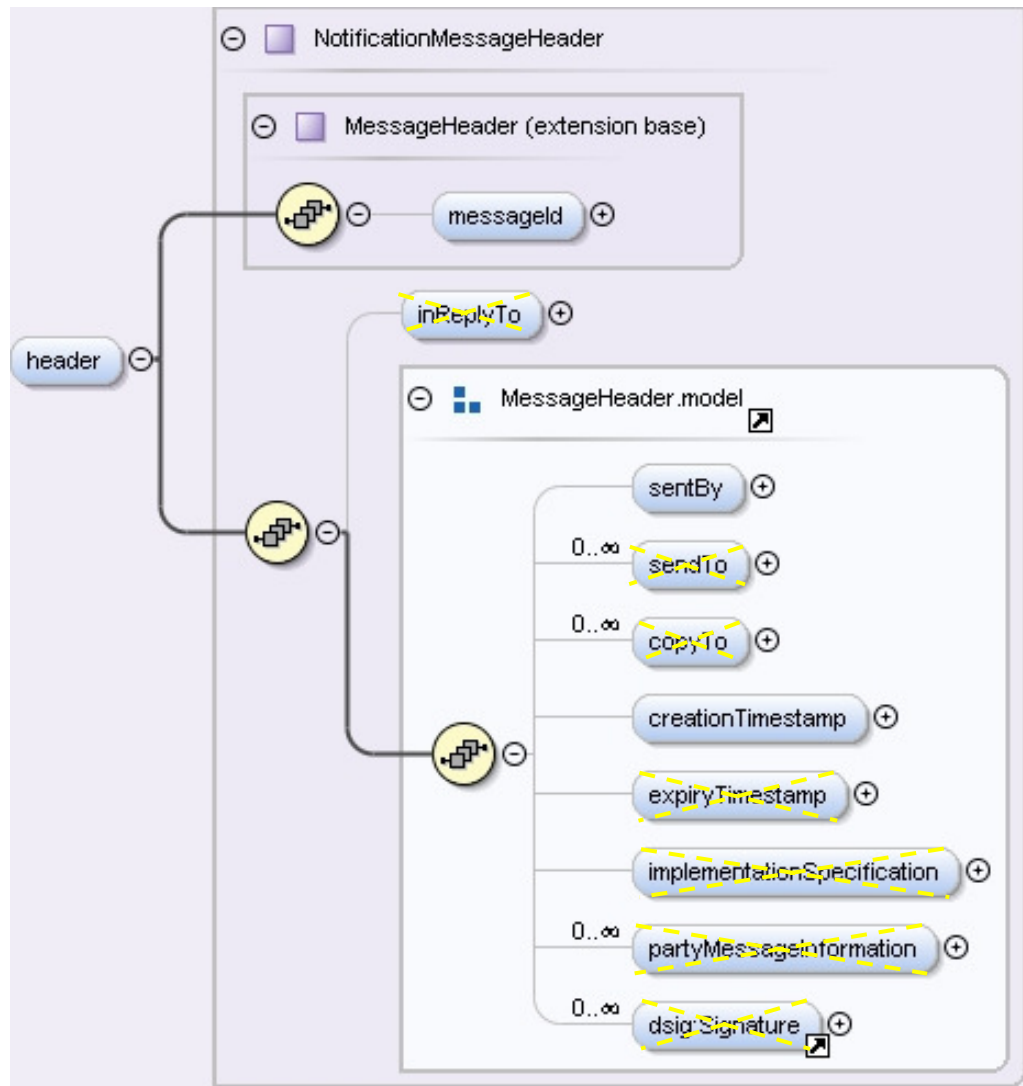 NotificationMessageHeader
MessageHeader (extension base)
messageId
inReplyTo
header
MessageHeader.model
sentBy
0..∞
sendTo
0..∞
copyTo
creationTimestamp
expiryTimestamp
implementationSpecification
0..∞
partyMessageInformation
0..∞
dsig:Signature